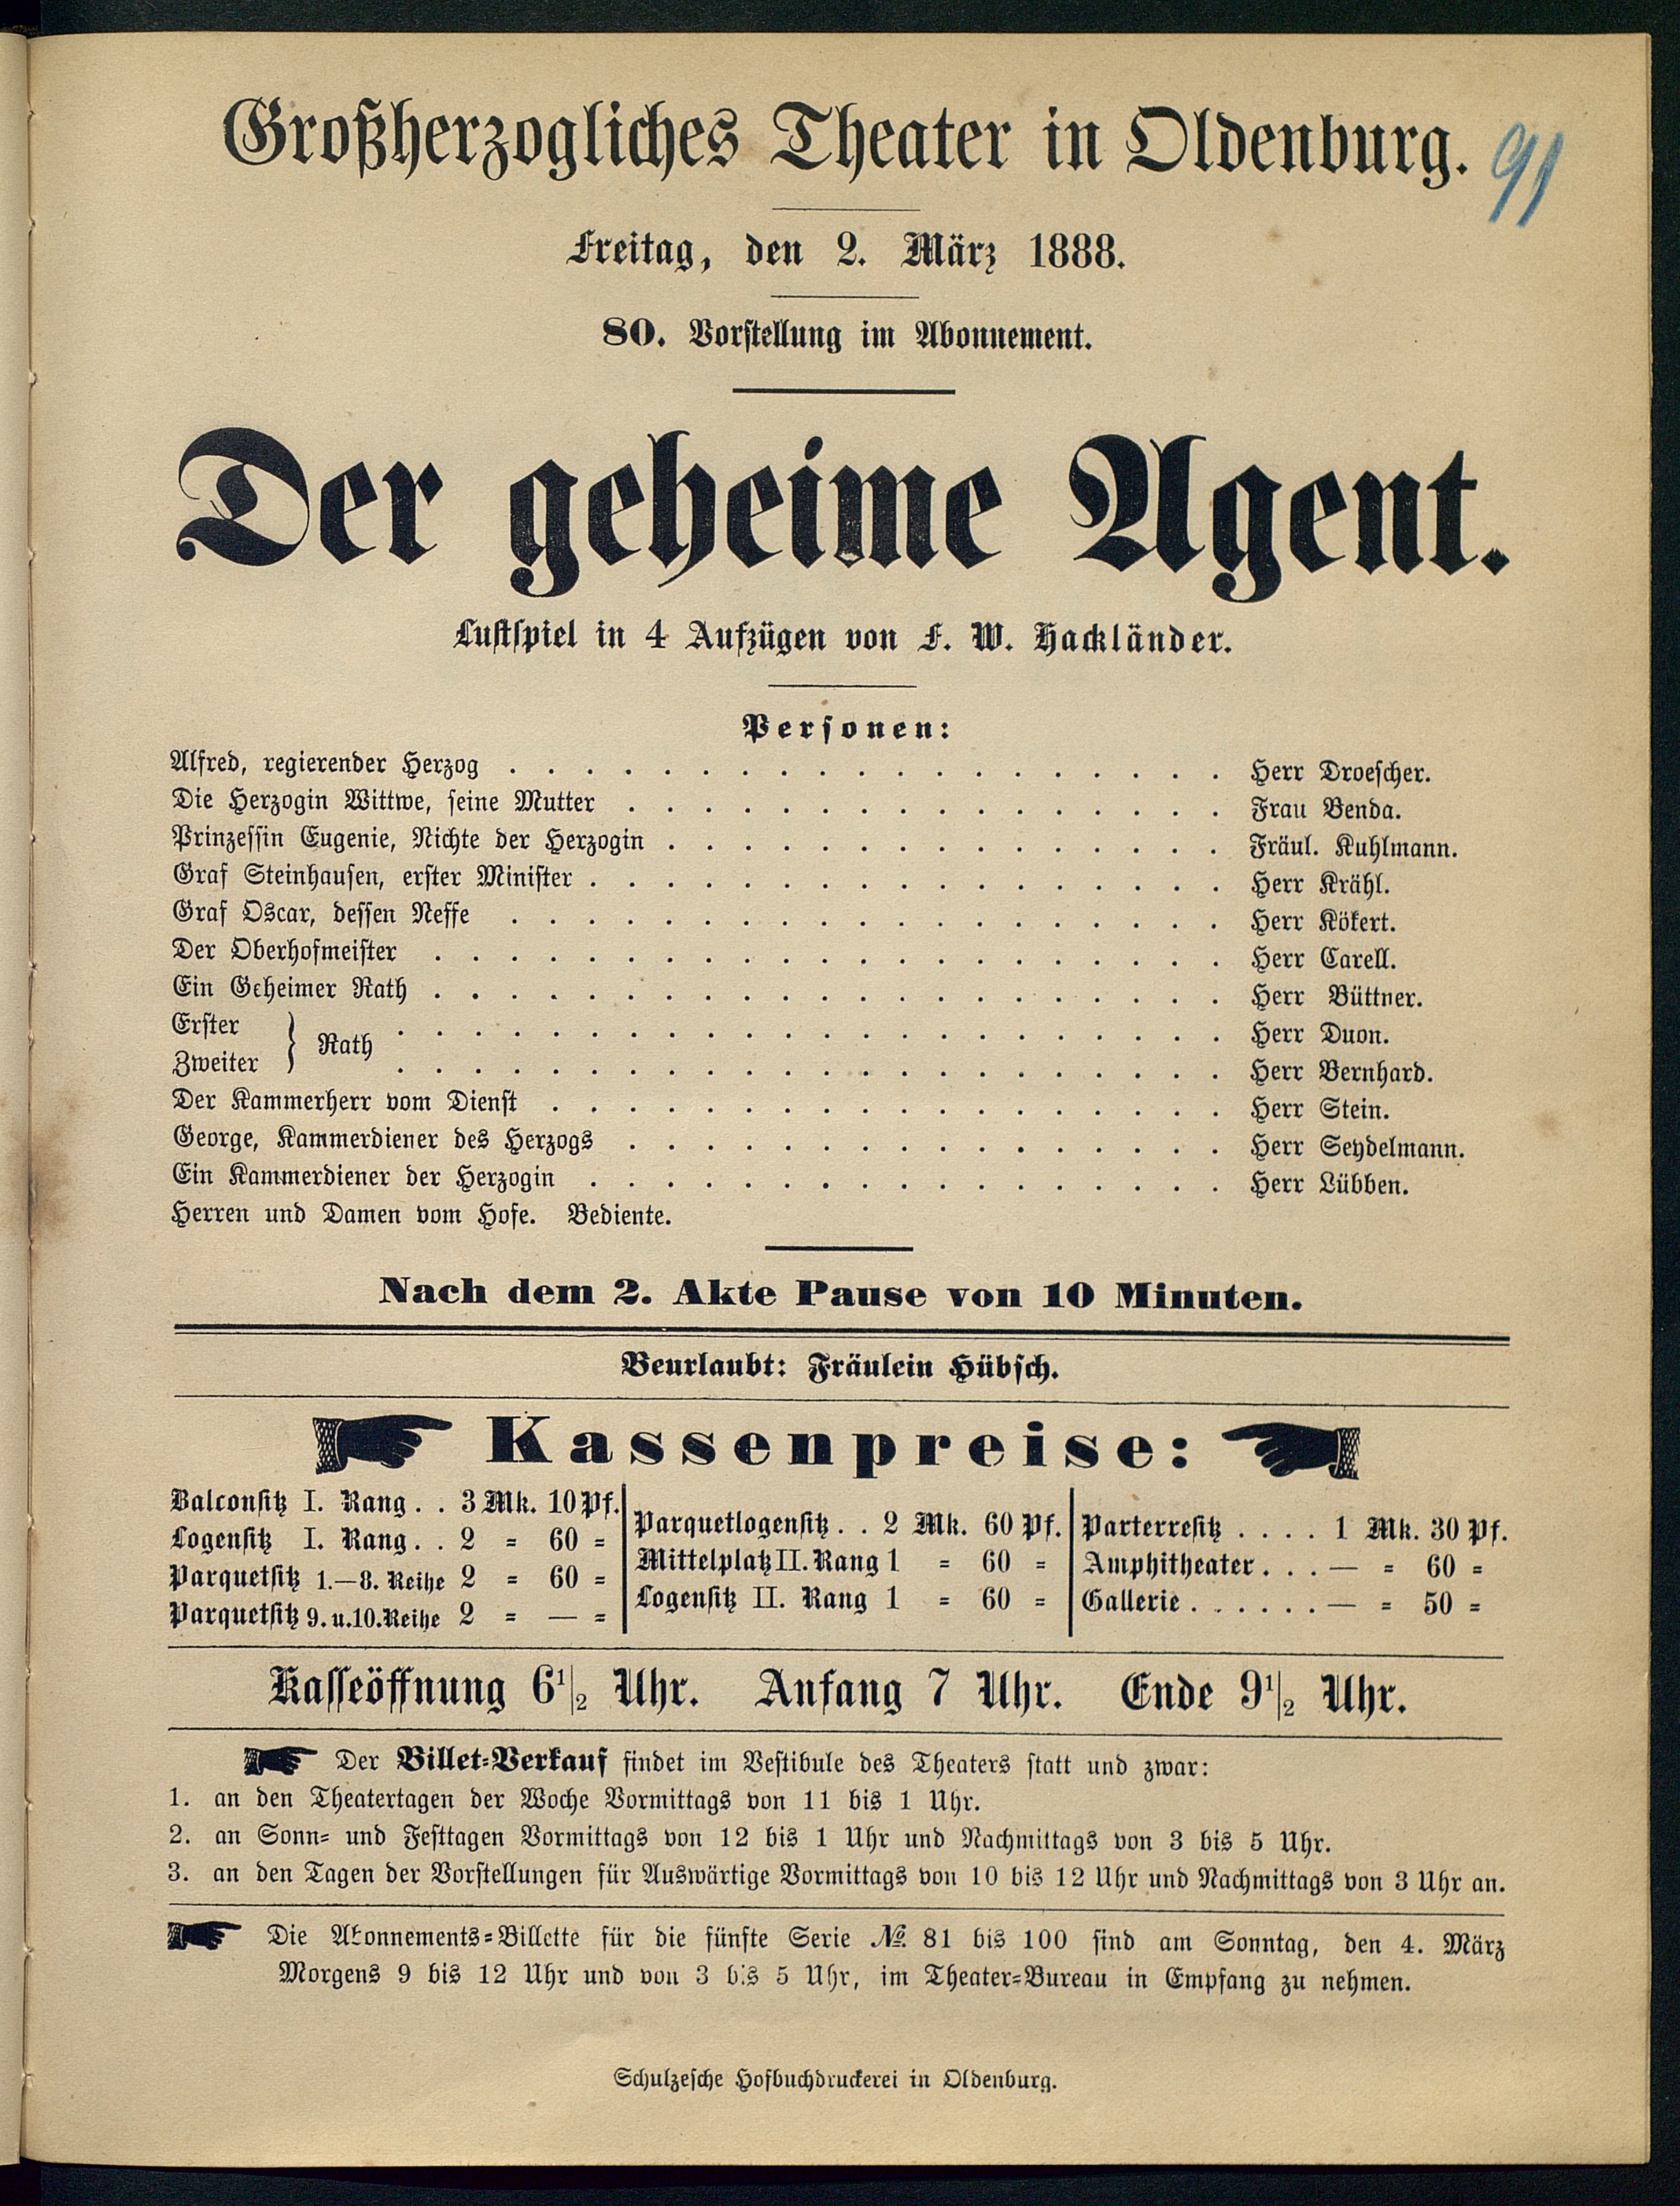 Großherzogliches Theater in Oldenburg.
91
Freitag, den 2. März 1888.
80. Vorstellung im Abonnement.
Der geheime Agent.
Lustspiel in 4 Aufzügen von F. W. Hackländer.
Personen:
Alfred, regierender Herzog . . . . . . . . . . . . . . . . . . . Herr Droescher.
Die Herzogin Wittwe, seine Mutter . . . . . . . . . . . . . . . . Frau Benda.
Prinzessin Eugenie, Nichte der Herzogin . . . . . . . . . . . . . . . Fräul. Kuhlmann.
Graf Steinhausen, erster Minister . . . . . . . . . . . . . . . . . Herr Krähl.
Graf Oscar, dessen Neffe . . . . . . . . . . . . . . . . . . . Herr Kökert.
Der Oberhofmeister . . . . . . . . . . . . . . . . . . . . . Herr Carell.
Ein Geheimer Rath . . . . . . . . . . . . . . . . . . . . . Herr Büttner.
Erster } Rath . . . . . . . . . . . . . . . . . . . . . . Herr Duon.
Zweiter } . . . . . . . . . . . . . . . . . . . . . . Herr Bernhard.
Der Kammerherr vom Dienst . . . . . . . . . . . . . . . . . . Herr Stein.
George, Kammerdiener des Herzogs . . . . . . . . . . . . . . . . Herr Seydelmann.
Ein Kammerdiener der Herzogin . . . . . . . . . . . . . . . . . Herr Lübben.
Herren und Damen vom Hofe. Bediente.
Nach dem 2. Akte Pause von 10 Minuten.
Beurlaubt: Fräulein Hübsch.
Kassenpreise:
Balconsitz I. Rang . . 3 Mk. 10 Pf.
Logensitz I. Rang . . 2 = 60 =
Parquetsitz 1.—8. Reihe 2 = 60 =
Parquetsitz 9. u. 10. Reihe 2 = — =
Parquetlogensitz . . 2 Mk. 60 Pf.
Mittelplatz II. Rang 1 = 60 =
Logensitz II. Rang 1 = 60 =
Parterresitz . . . . 1 Mk. 30 Pf.
Amphitheater . . . — = 60 =
Gallerie . . . . . . — = 50 =
Kasseöffnung 6 1/2 Uhr. Anfang 7 Uhr. Ende 9 1/2 Uhr.
Der Billet=Verkauf findet im Vestibule des Theaters statt und zwar:
1. an den Theatertagen der Woche Vormittags von 11 bis 1 Uhr.
2. an Sonn= und Festtagen Vormittags von 12 bis 1 Uhr und Nachmittags von 3 bis 5 Uhr.
3. an den Tagen der Vorstellungen für Auswärtige Vormittags von 10 bis 12 Uhr und Nachmittags von 3 Uhr an.
Die Abonnements=Billette für die fünfte Serie № 81 bis 100 sind am Sonntag, den 4. März
Morgens 9 bis 12 Uhr und von 3 bis 5 Uhr, im Theater=Bureau in Empfang zu nehmen.
Schulzesche Hofbuchdruckerei in Oldenburg.